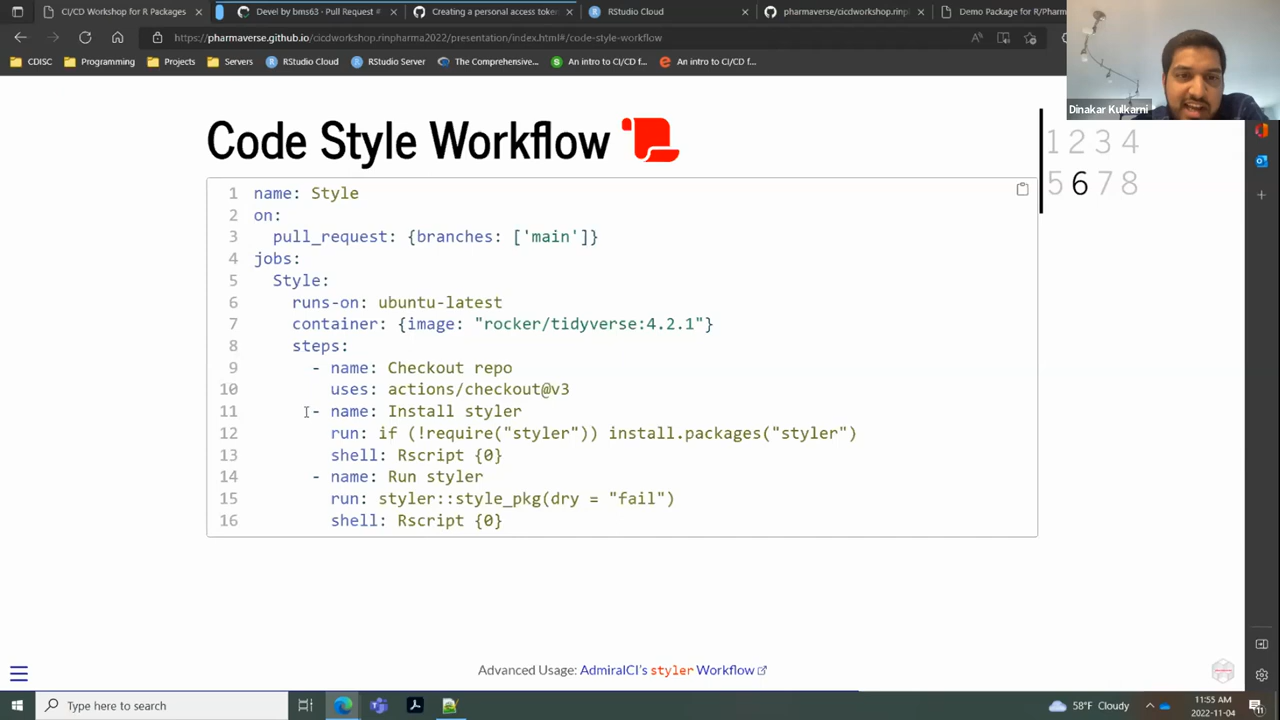 CI/CD Workshop for R Packages
Devel by bms63 · Pull Request #
Creating a personal access token
RStudio Cloud
pharmaverse/cicdworkshop.rinp
Demo Package for R/Pharm
https://pharmaverse.github.io/cicdworkshop.rinpharma2022/presentation/index.html#/code-style-workflow
CDISC
Programming
Projects
Servers
RStudio Cloud
RStudio Server
The Comprehensive...
An intro to CI/CD f...
An intro to CI/CD f...
Dinakar Kulkarni
Code Style Workflow
1 2 3 4
5 6 7 8
1 name: Style
2 on:
3 pull_request: {branches: ['main']}
4 jobs:
5 Style:
6 runs-on: ubuntu-latest
7 container: {image: "rocker/tidyverse:4.2.1"}
8 steps:
9 - name: Checkout repo
10 uses: actions/checkout@v3
11 - name: Install styler
12 run: if (!require("styler")) install.packages("styler")
13 shell: Rscript {0}
14 - name: Run styler
15 run: styler::style_pkg(dry = "fail")
16 shell: Rscript {0}
Advanced Usage: AdmiralCI's styler Workflow
Type here to search
58°F Cloudy
11:55 AM
2022-11-04